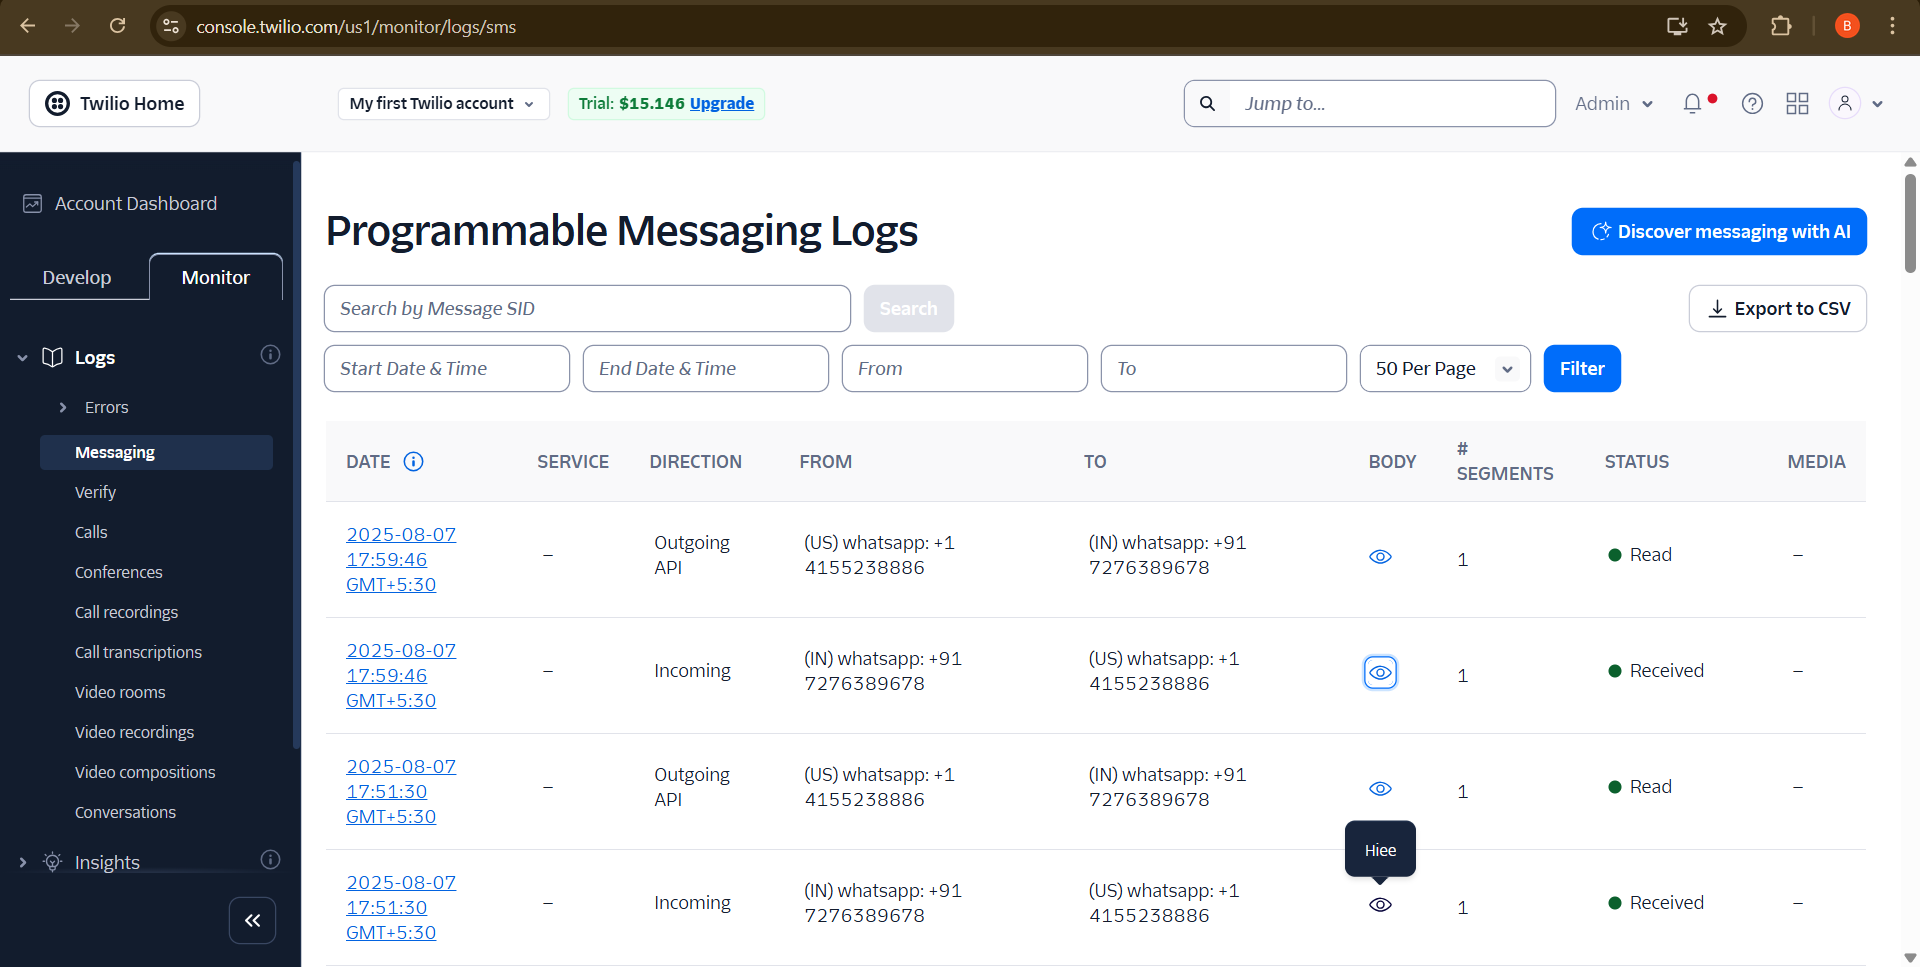 console.twilio.com/us1/monitor/logs/sms
B
Twilio Home
My first Twilio account
Trial: $15.146 Upgrade
Jump to...
Admin
Account Dashboard
Develop
Monitor
Logs
Errors
Messaging
Verify
Calls
Conferences
Call recordings
Call transcriptions
Video rooms
Video recordings
Video compositions
Conversations
Insights
Programmable Messaging Logs
Discover messaging with AI
Search by Message SID
Search
Export to CSV
Start Date & Time
End Date & Time
From
To
50 Per Page
Filter
DATE SERVICE DIRECTION FROM TO BODY # SEGMENTS STATUS MEDIA
2025-08-07 17:59:46 GMT+5:30 – Outgoing API (US) whatsapp: +1 4155238886 (IN) whatsapp: +91 7276389678 1 Read –
2025-08-07 17:59:46 GMT+5:30 – Incoming (IN) whatsapp: +91 7276389678 (US) whatsapp: +1 4155238886 1 Received –
2025-08-07 17:51:30 GMT+5:30 – Outgoing API (US) whatsapp: +1 4155238886 (IN) whatsapp: +91 7276389678 1 Read –
Hiee
2025-08-07 17:51:30 GMT+5:30 – Incoming (IN) whatsapp: +91 7276389678 (US) whatsapp: +1 4155238886 1 Received –